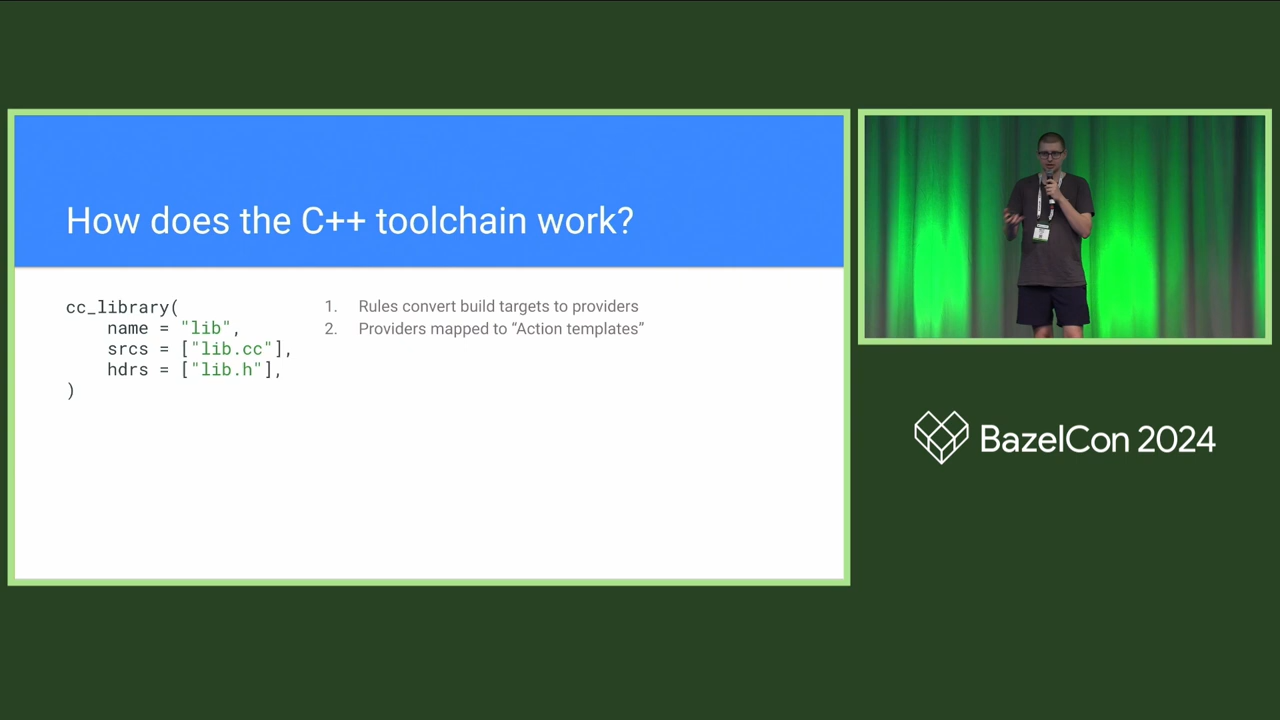 How does the C++ toolchain work?
cc_library(
    name = "lib",
    srcs = ["lib.cc"],
    hdrs = ["lib.h"],
)
1. Rules convert build targets to providers
2. Providers mapped to “Action templates”
BazelCon 2024